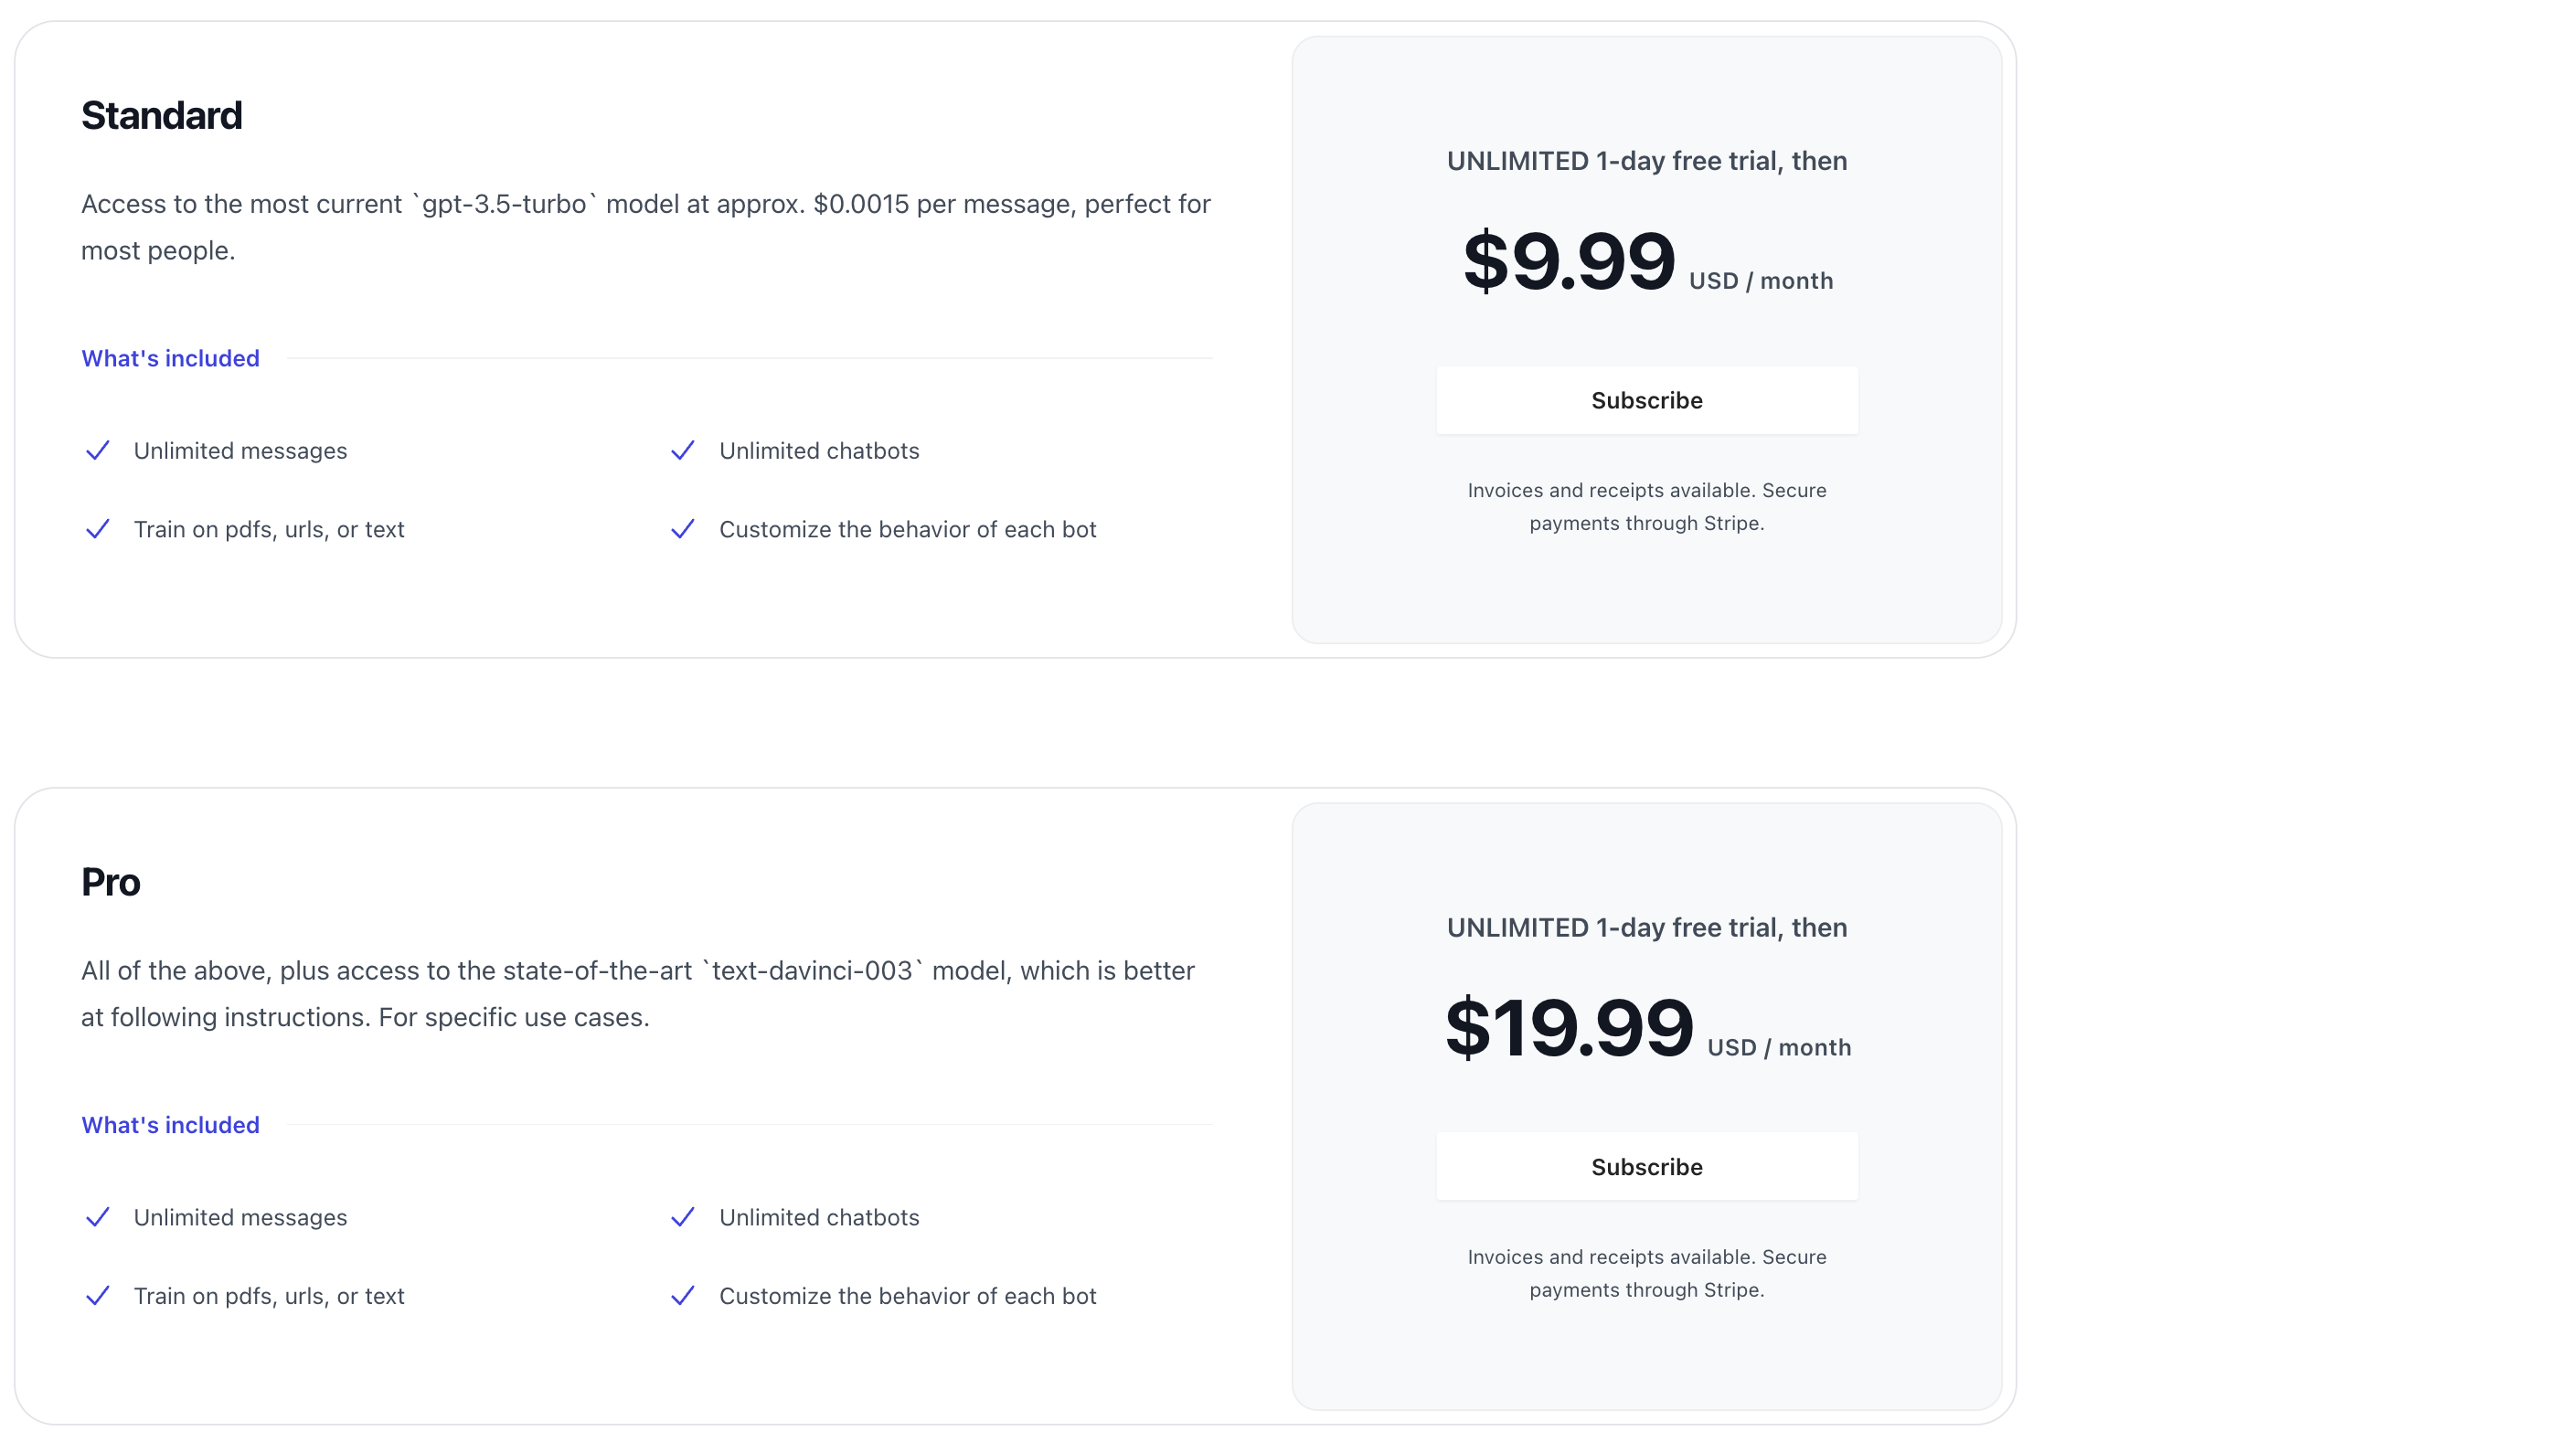 Standard
Access to the most current `gpt-3.5-turbo` model at approx. $0.0015 per message, perfect for
most people.
What's included
Unlimited messages
Unlimited chatbots
Train on pdfs, urls, or text
Customize the behavior of each bot
UNLIMITED 1-day free trial, then
$9.99 USD / month
Subscribe
Invoices and receipts available. Secure
payments through Stripe.
Pro
All of the above, plus access to the state-of-the-art `text-davinci-003` model, which is better
at following instructions. For specific use cases.
What's included
Unlimited messages
Unlimited chatbots
Train on pdfs, urls, or text
Customize the behavior of each bot
UNLIMITED 1-day free trial, then
$19.99 USD / month
Subscribe
Invoices and receipts available. Secure
payments through Stripe.